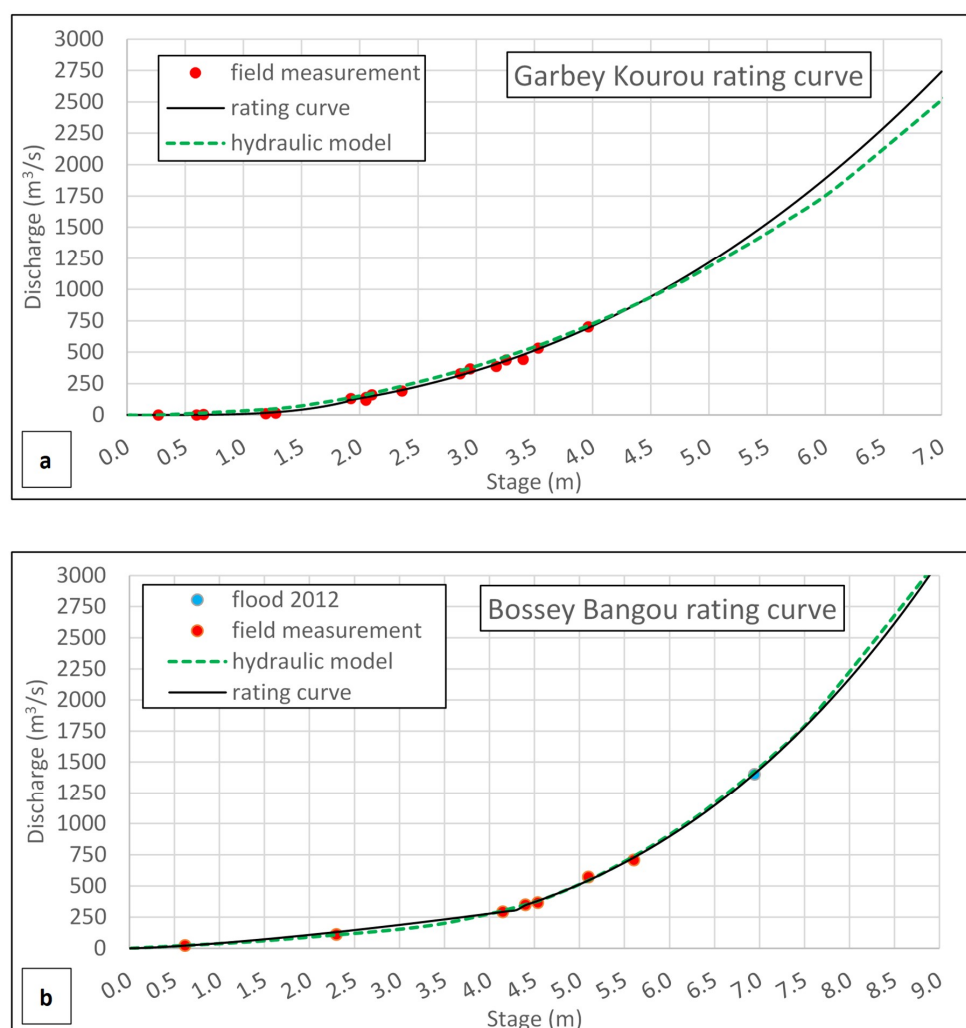 3000
2750
2500
2250
2000
1750
1500
1250
1000
750
500
250
0
Discharge (m³/s)
field measurement
rating curve
hydraulic model
Garbey Kourou rating curve
0.0 0.5 1.0 1.5 2.0 2.5 3.0 3.5 4.0 4.5 5.0 5.5 6.0 6.5 7.0
Stage (m)
a
3000
2750
2500
2250
2000
1750
1500
1250
1000
750
500
250
0
Discharge (m³/s)
flood 2012
field measurement
hydraulic model
rating curve
Bossey Bangou rating curve
0.0 0.5 1.0 1.5 2.0 2.5 3.0 3.5 4.0 4.5 5.0 5.5 6.0 6.5 7.0 7.5 8.0 8.5 9.0
Stage (m)
b